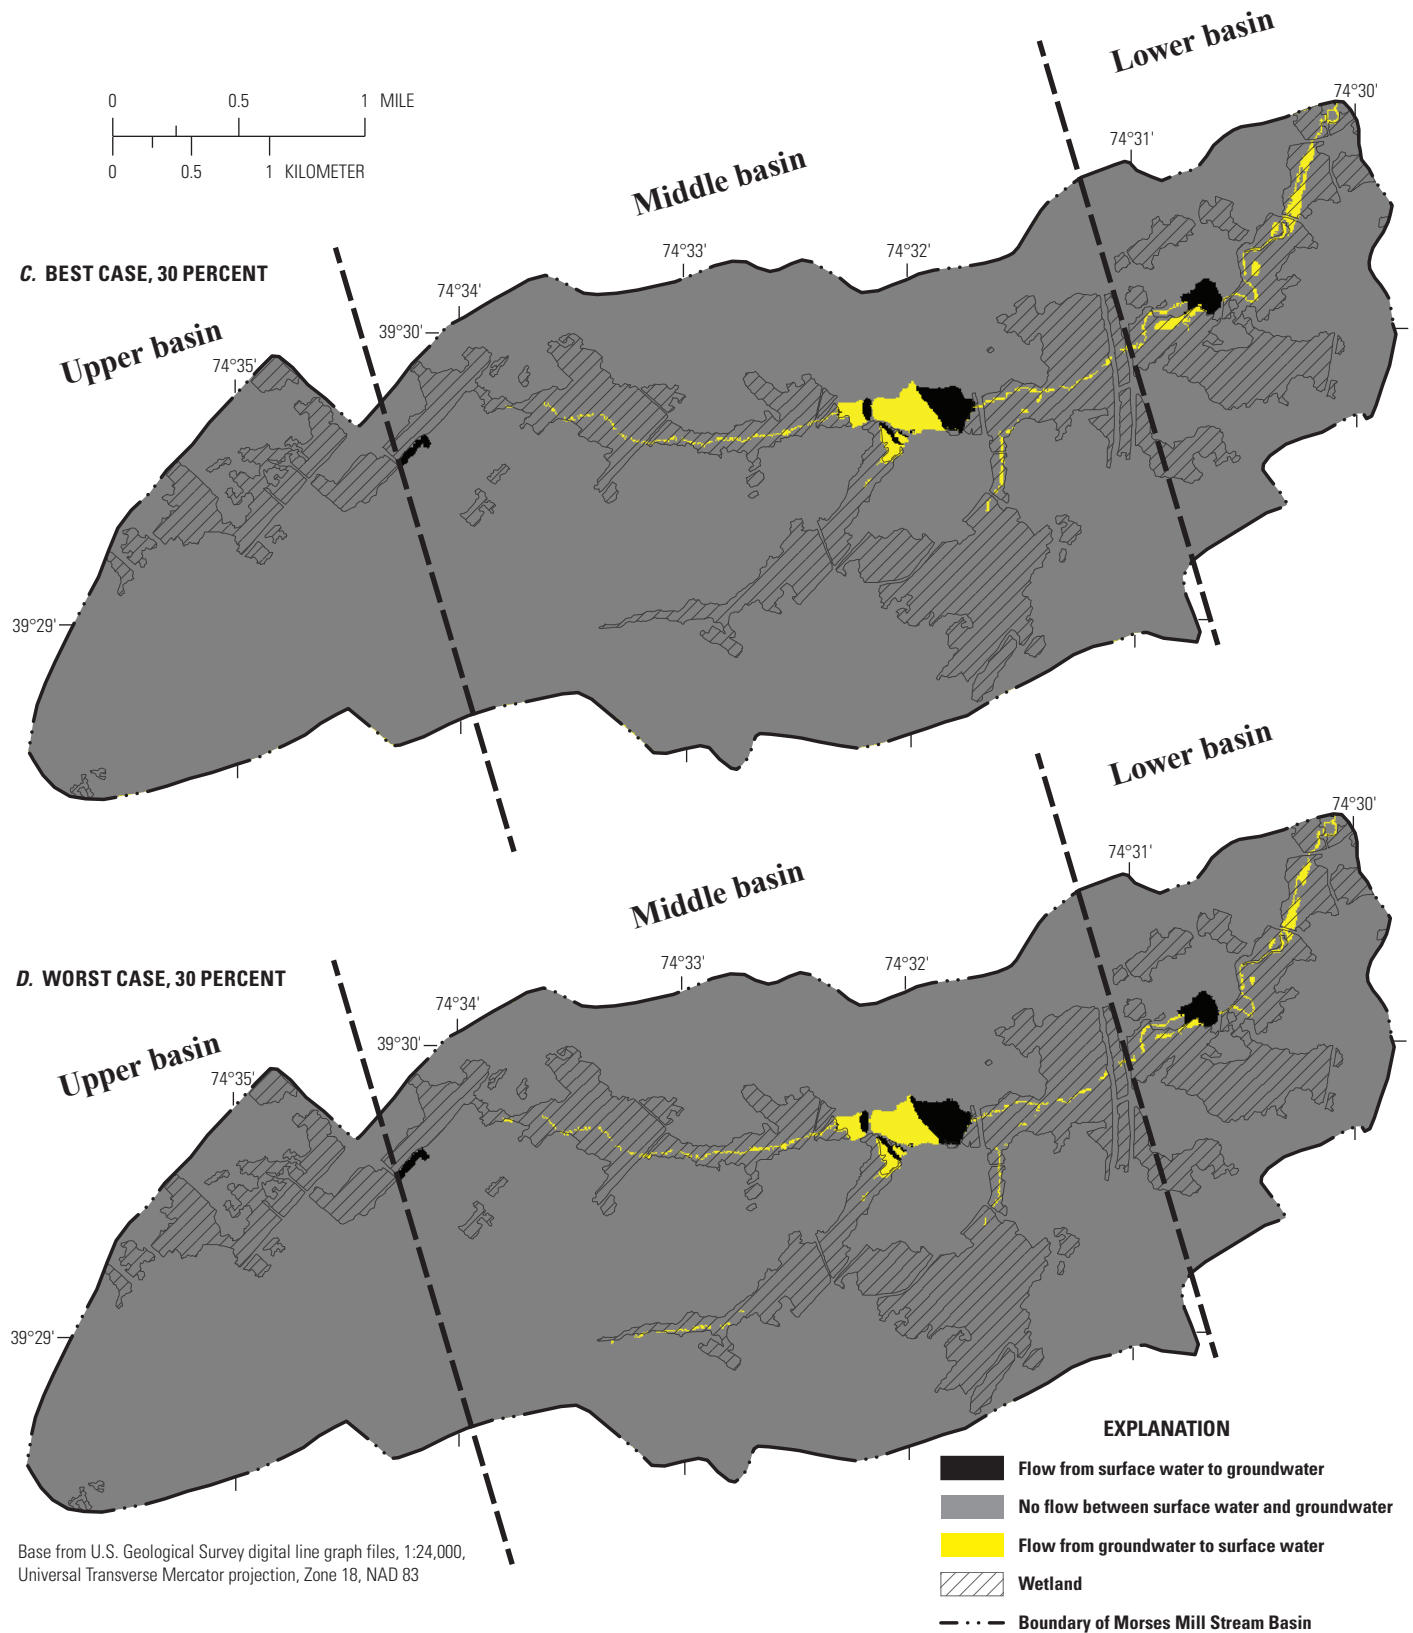 Lower basin
74°30'
0 0.5 1 MILE
0 0.5 1 KILOMETER
74°31'
Middle basin
74°33'
74°32'
C. BEST CASE, 30 PERCENT
74°34'
39°30'
Upper basin
74°35'
39°29'
Lower basin
74°30'
74°31'
Middle basin
74°33'
74°32'
D. WORST CASE, 30 PERCENT
74°34'
39°30'
Upper basin
74°35'
39°29'
EXPLANATION
Flow from surface water to groundwater
No flow between surface water and groundwater
Flow from groundwater to surface water
Wetland
Boundary of Morses Mill Stream Basin
Base from U.S. Geological Survey digital line graph files, 1:24,000,
Universal Transverse Mercator projection, Zone 18, NAD 83